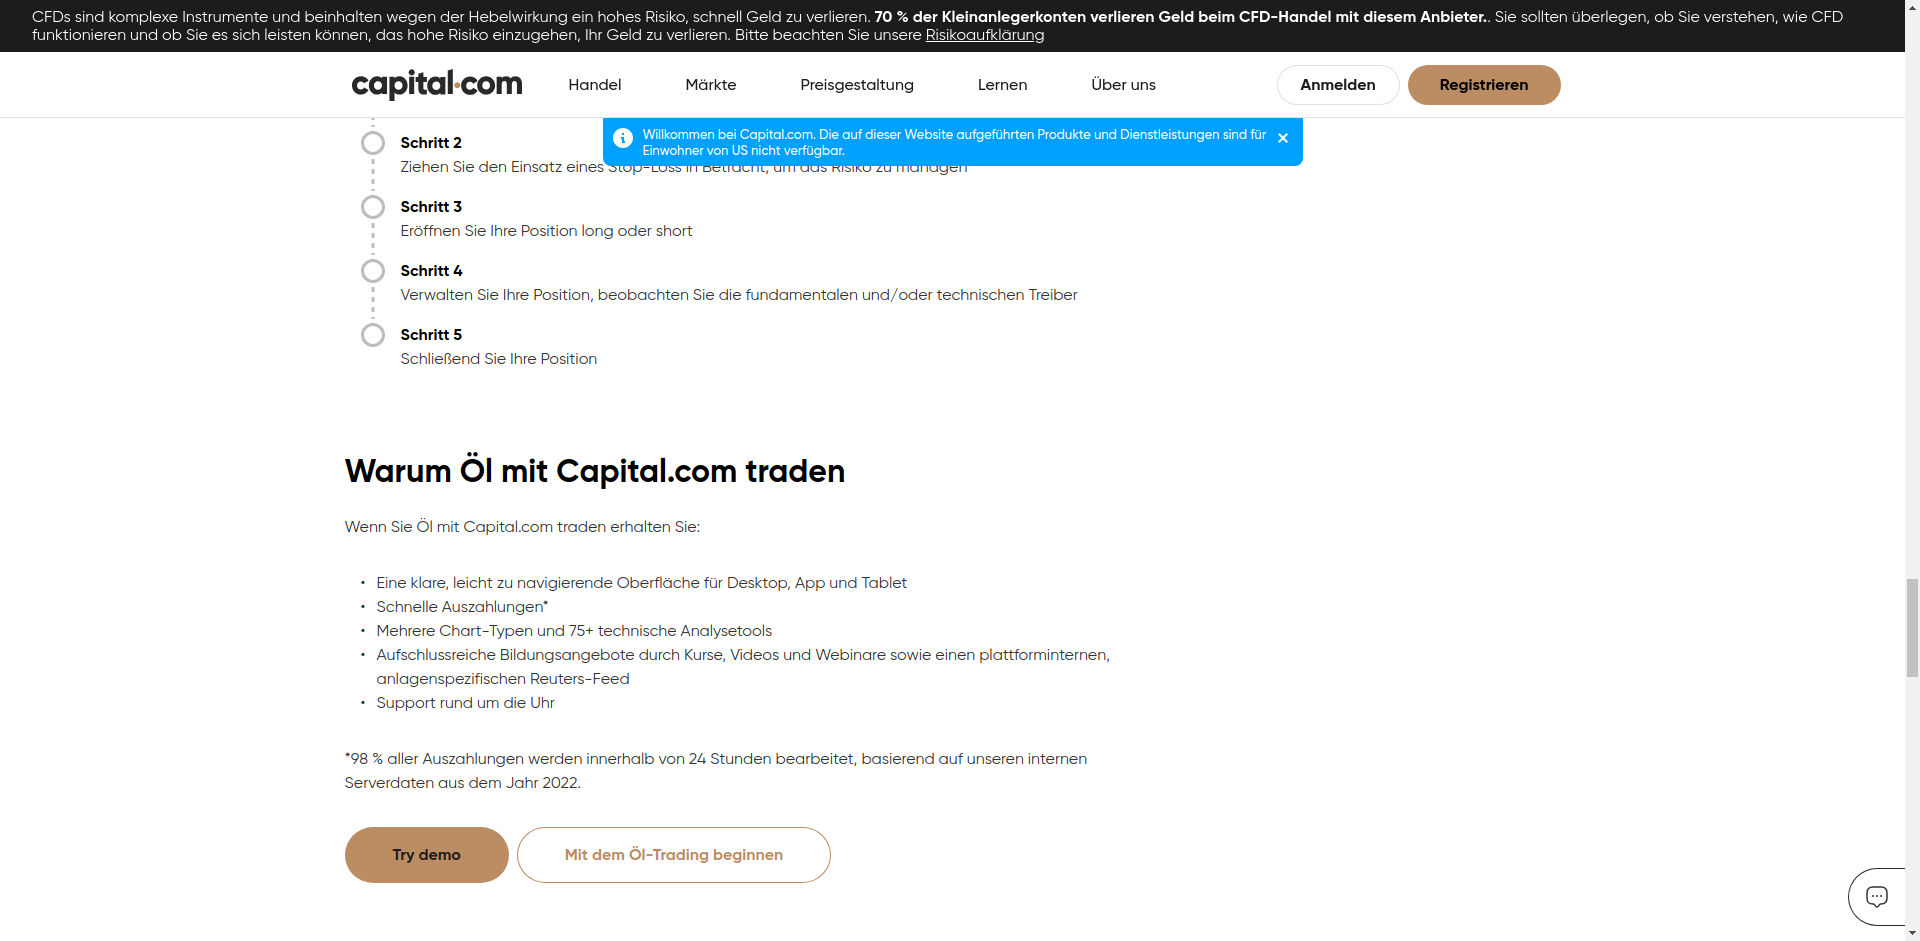 CFDs sind komplexe Instrumente und beinhalten wegen der Hebelwirkung ein hohes Risiko, schnell Geld zu verlieren. 70 % der Kleinanlegerkonten verlieren Geld beim CFD-Handel mit diesem Anbieter.. Sie sollten überlegen, ob Sie verstehen, wie CFD
funktionieren und ob Sie es sich leisten können, das hohe Risiko einzugehen, Ihr Geld zu verlieren. Bitte beachten Sie unsere Risikoaufklärung
capital.com
Handel
Märkte
Preisgestaltung
Lernen
Über uns
Anmelden
Registrieren
Willkommen bei Capital.com. Die auf dieser Website aufgeführten Produkte und Dienstleistungen sind für
Einwohner von US nicht verfügbar.
Schritt 2
Ziehen Sie den Einsatz eines Stop-Loss in Betracht, um das Risiko zu managen
Schritt 3
Eröffnen Sie Ihre Position long oder short
Schritt 4
Verwalten Sie Ihre Position, beobachten Sie die fundamentalen und/oder technischen Treiber
Schritt 5
Schließend Sie Ihre Position
Warum Öl mit Capital.com traden
Wenn Sie Öl mit Capital.com traden erhalten Sie:
• Eine klare, leicht zu navigierende Oberfläche für Desktop, App und Tablet
• Schnelle Auszahlungen*
• Mehrere Chart-Typen und 75+ technische Analysetools
• Aufschlussreiche Bildungsangebote durch Kurse, Videos und Webinare sowie einen plattforminternen,
anlagenspezifischen Reuters-Feed
• Support rund um die Uhr
*98 % aller Auszahlungen werden innerhalb von 24 Stunden bearbeitet, basierend auf unseren internen
Serverdaten aus dem Jahr 2022.
Try demo
Mit dem Öl-Trading beginnen